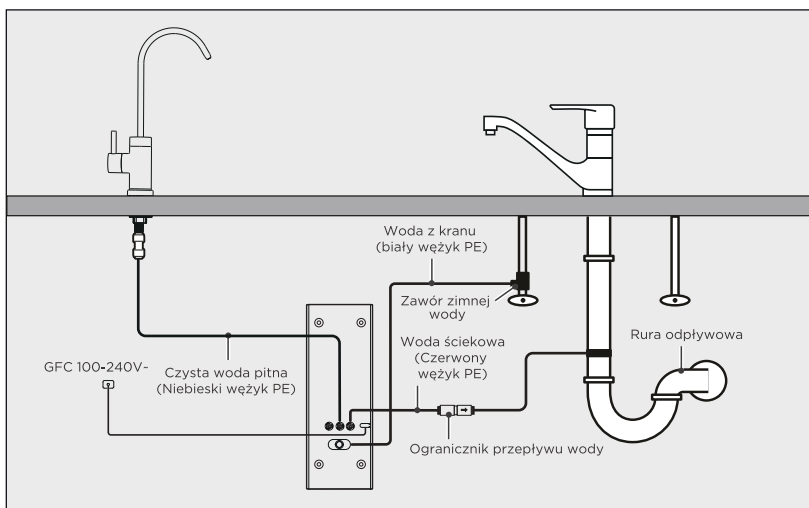 Woda z kranu
(biały wężyk PE)
Zawór zimnej
wody
Woda ściekowa
(Czerwony
wężyk PE)
Rura odpływowa
GFC 100-240V~
Czysta woda pitna
(Niebieski wężyk PE)
Ogranicznik przepływu wody